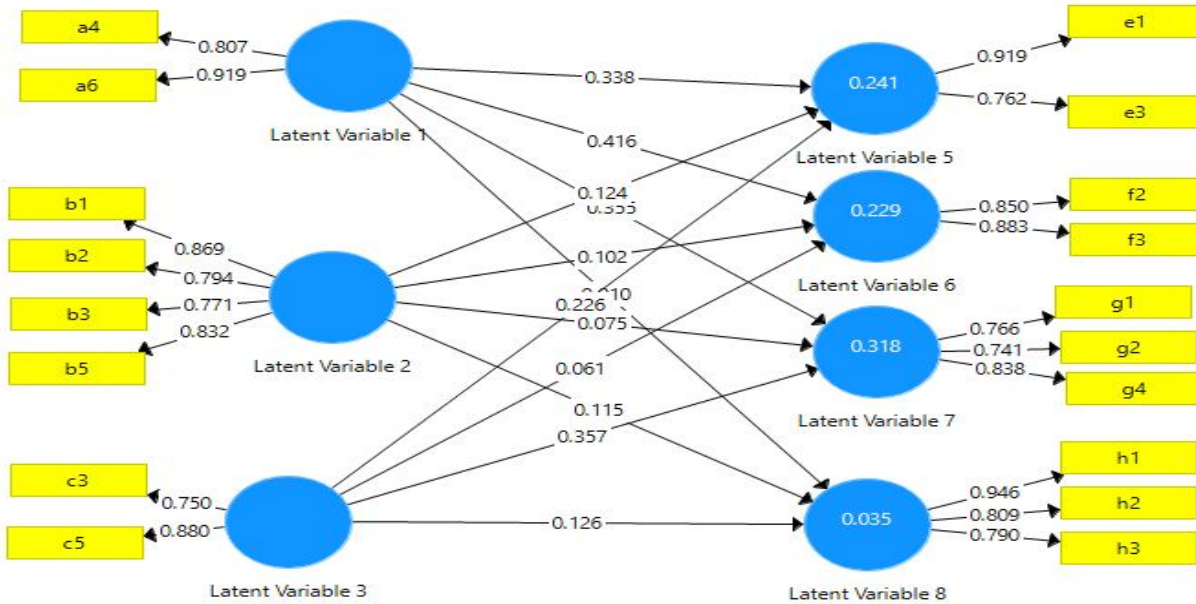 a4
0.807
a6
0.919
Latent Variable 1
b1
0.869
b2
0.794
b3
0.771
b5
0.832
Latent Variable 2
c3
0.750
c5
0.880
Latent Variable 3
0.338
0.416
0.124
0.102
0.226
0.075
0.061
0.115
0.357
0.126
0.241
Latent Variable 5
0.229
Latent Variable 6
0.318
Latent Variable 7
0.035
Latent Variable 8
e1
0.919
0.762
e3
0.850
f2
0.883
f3
g1
0.766
0.741
g2
0.838
g4
h1
0.946
0.809
h2
0.790
h3